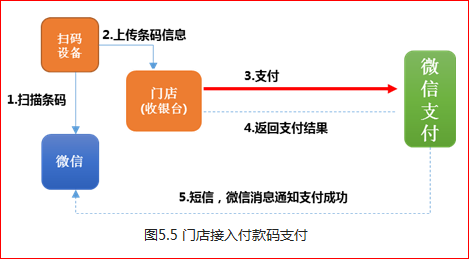 扫码
设备
2.上传条码信息
门店
(收银台)
3.支付
微
信
支
付
1.扫描条码
4.返回支付结果
微信
5.短信，微信消息通知支付成功
图5.5 门店接入付款码支付